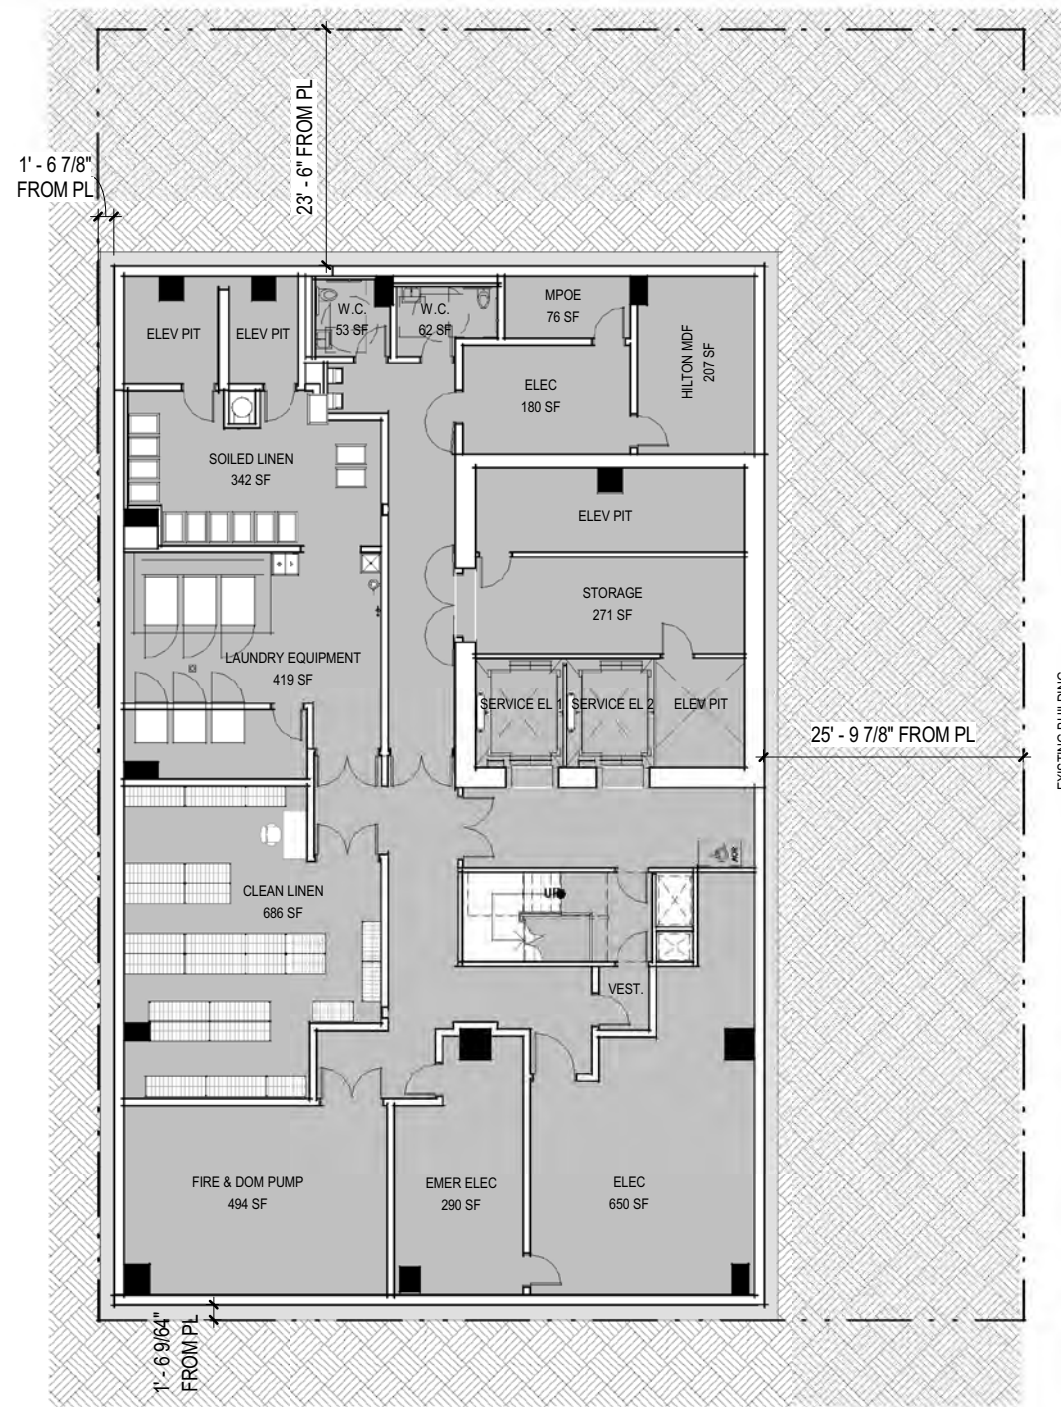 23' - 6" FROM PL
1' - 6 7/8"
FROM PL
W.C.
53 SF
W.C.
62 SF
MPOE
76 SF
ELEV PIT
ELEV PIT
HILTON MDF
207 SF
ELEC
180 SF
SOILED LINEN
342 SF
ELEV PIT
STORAGE
271 SF
LAUNDRY EQUIPMENT
419 SF
SERVICE EL 1
SERVICE EL 2
ELEV PIT
25' - 9 7/8" FROM PL
EXISTING BUILDING
AOR
CLEAN LINEN
686 SF
UP
VEST.
FIRE & DOM PUMP
494 SF
EMER ELEC
290 SF
ELEC
650 SF
1' - 6 9/64"
FROM PL